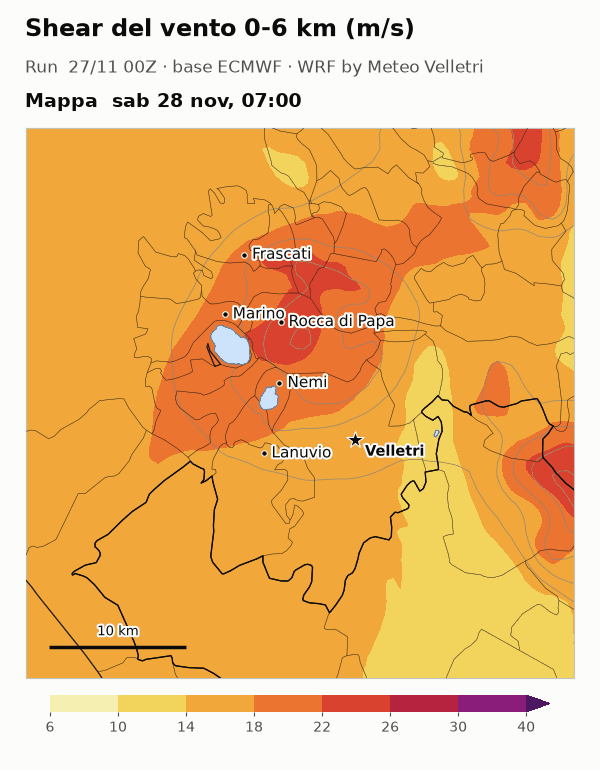 Shear del vento 0-6 km (m/s)
Run  27/11 00Z · base ECMWF · WRF by Meteo Velletri
Mappa  sab 28 nov, 07:00
Frascati
Marino
Rocca di Papa
Nemi
Velletri
Lanuvio
10 km
6 10 14 18 22 26 30 40